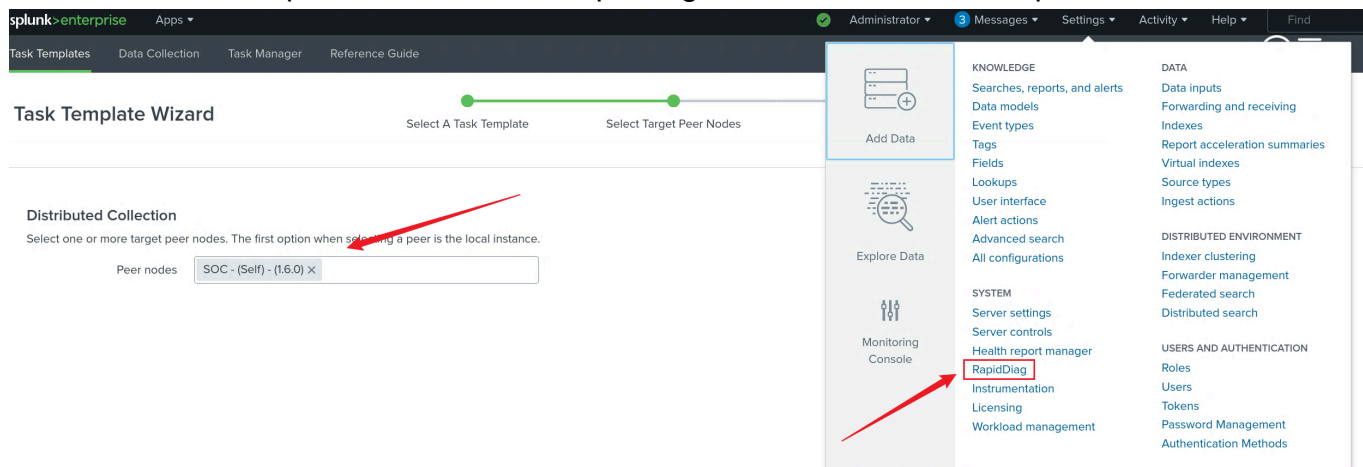 splunk>enterprise Apps ▾ Administrator ▾ 3 Messages ▾ Settings ▾ Activity ▾ Help ▾ Find
Task Templates Data Collection Task Manager Reference Guide
Task Template Wizard
Select A Task Template Select Target Peer Nodes
Distributed Collection
Select one or more target peer nodes. The first option when selecting a peer is the local instance.
Peer nodes SOC - (Self) - (1.6.0) ×
Add Data
Explore Data
Monitoring
Console
KNOWLEDGE
Searches, reports, and alerts
Data models
Event types
Tags
Fields
Lookups
User interface
Alert actions
Advanced search
All configurations
SYSTEM
Server settings
Server controls
Health report manager
RapidDiag
Instrumentation
Licensing
Workload management
DATA
Data inputs
Forwarding and receiving
Indexes
Report acceleration summaries
Virtual indexes
Source types
Ingest actions
DISTRIBUTED ENVIRONMENT
Indexer clustering
Forwarder management
Federated search
Distributed search
USERS AND AUTHENTICATION
Roles
Users
Tokens
Password Management
Authentication Methods